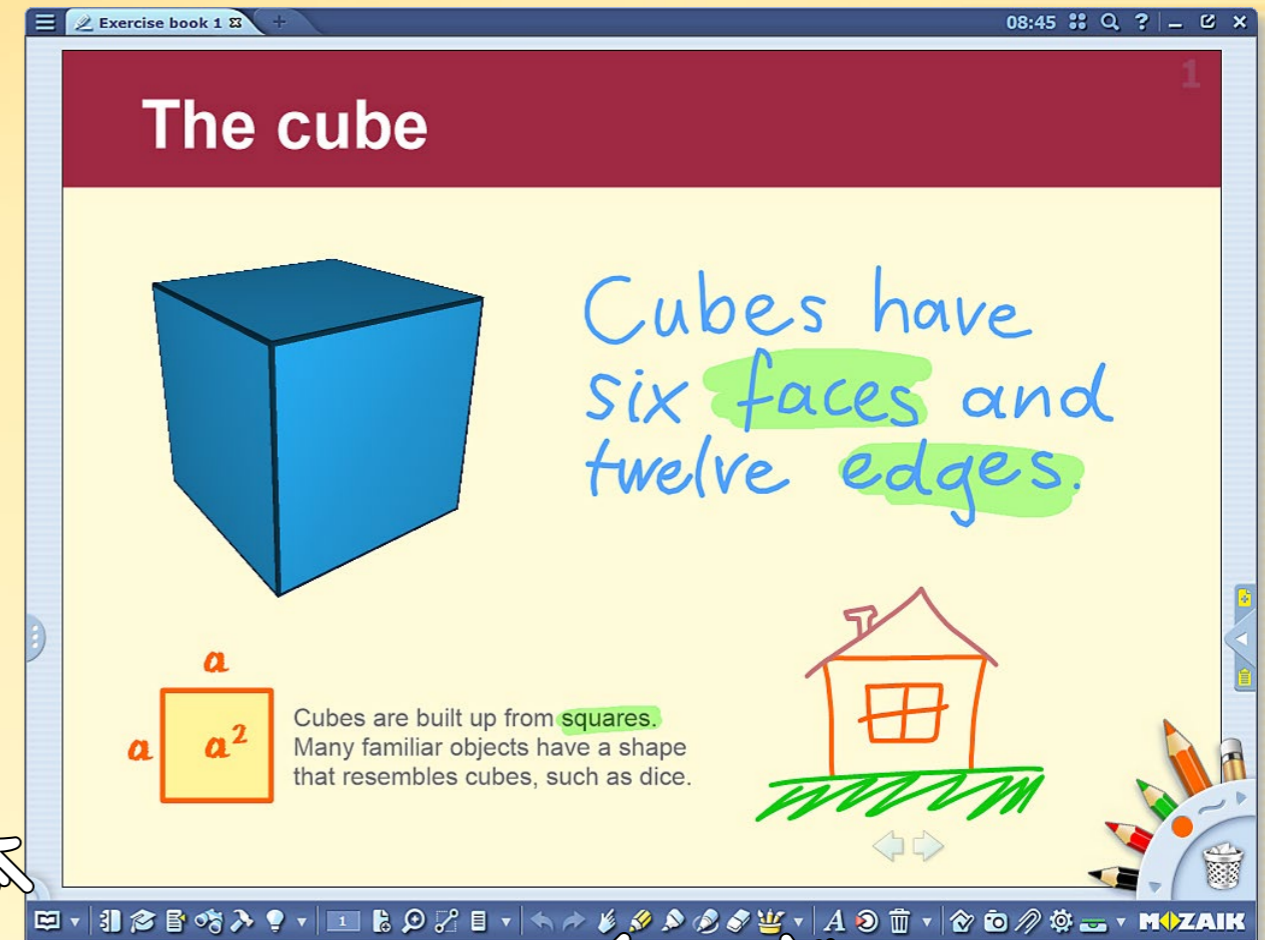 Exercise book 1
08:45
1
The cube
Cubes have
six faces and
twelve edges.
a
a a²
Cubes are built up from squares.
Many familiar objects have a shape
that resembles cubes, such as dice.
1
A
MOZAIK